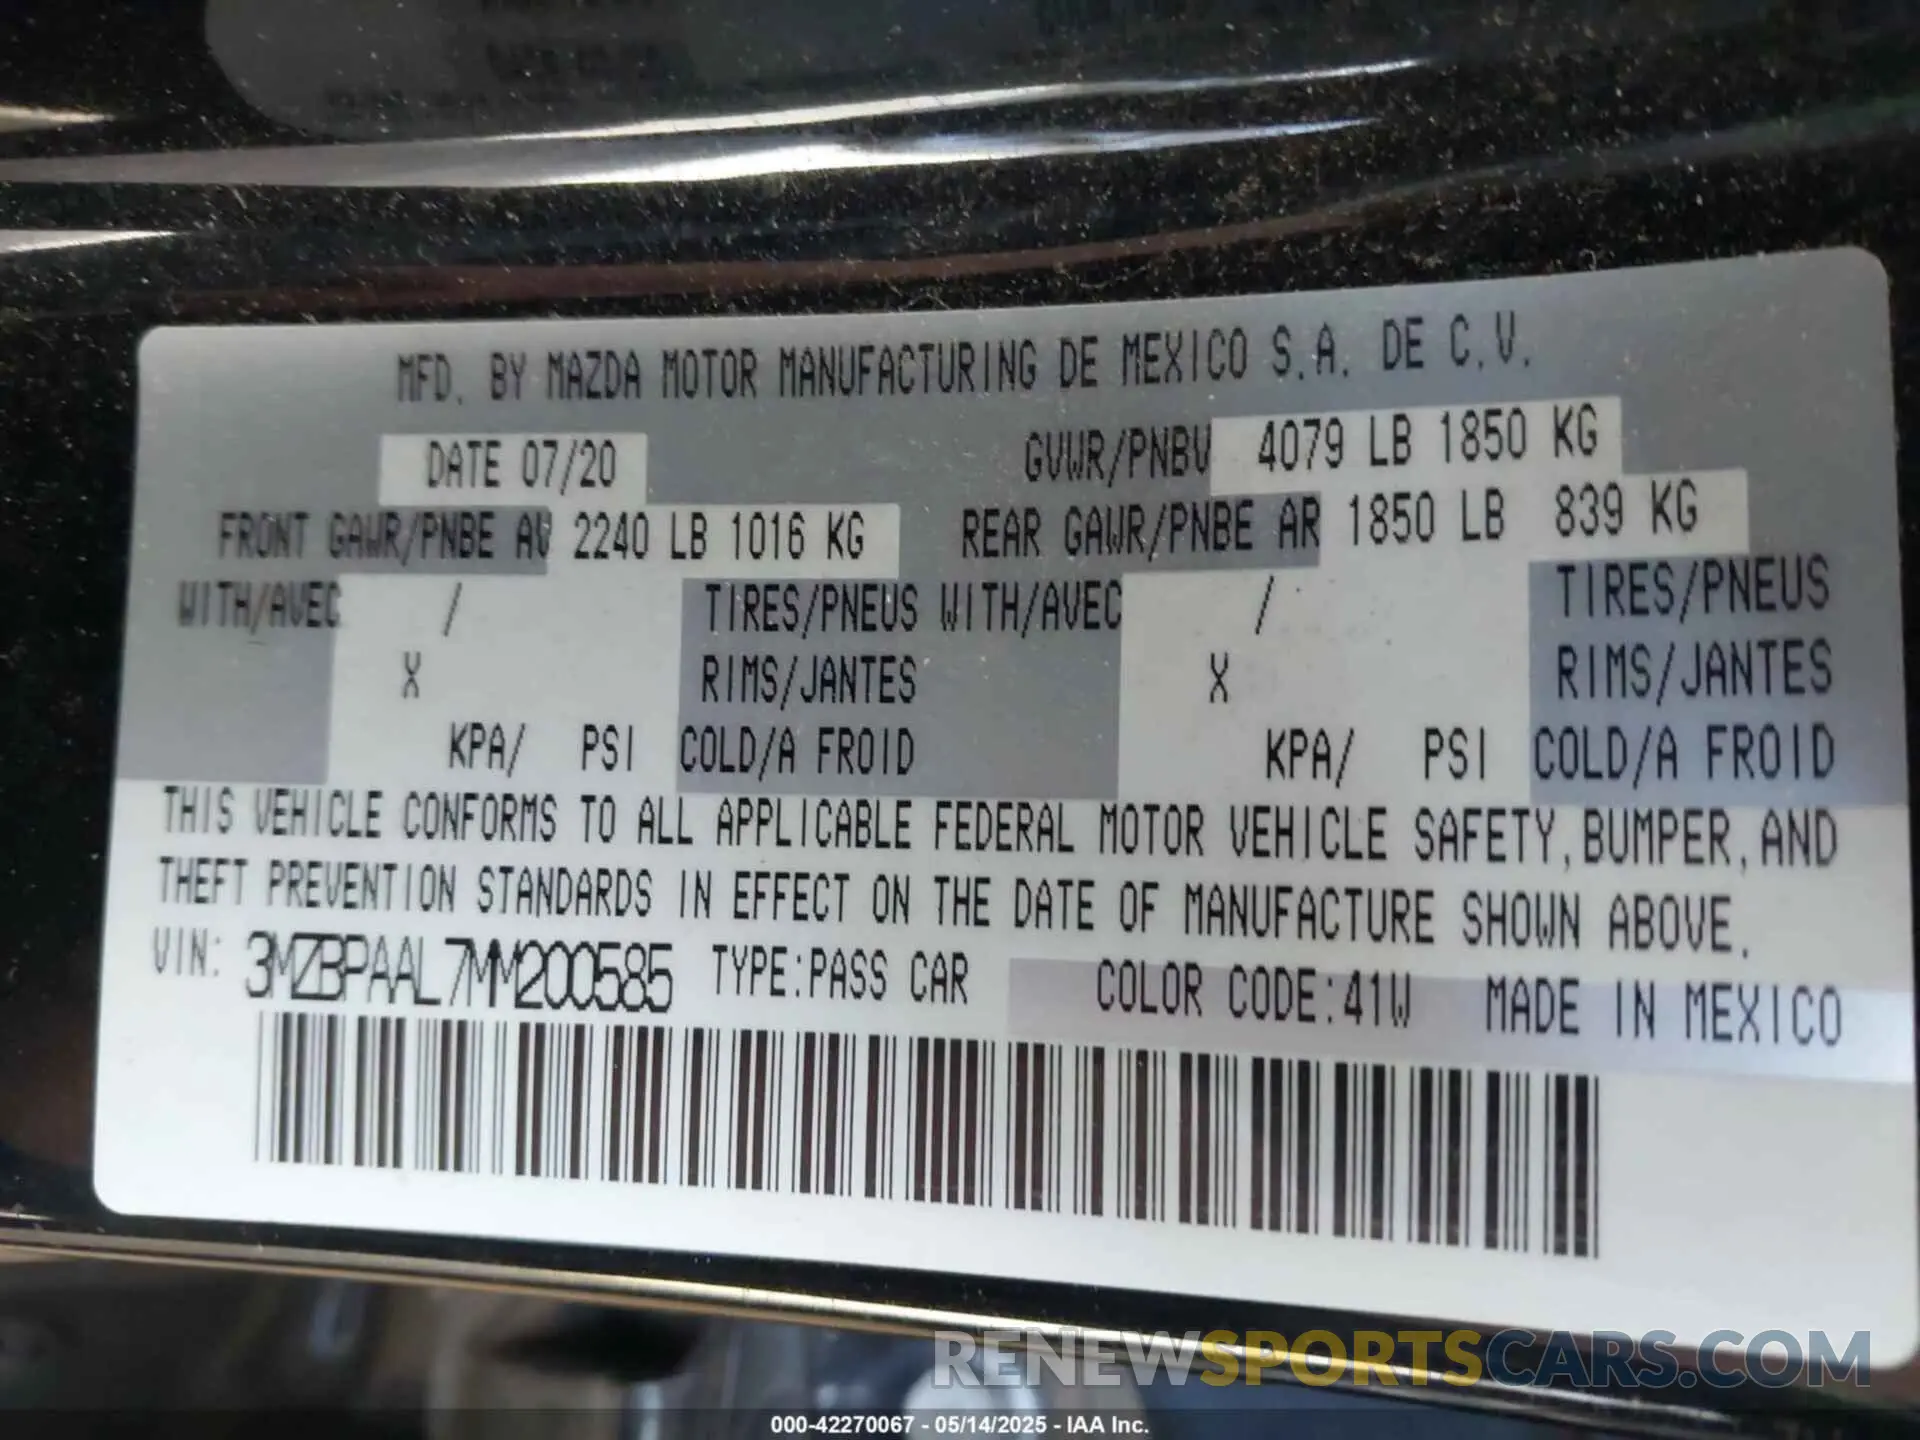 MFD. BY MAZDA MOTOR MANUFACTURING DE MEXICO S.A. DE C.V.
DATE 07/20 GVWR/PNBV 4079 LB 1850 KG
FRONT GAWR/PNBE AV 2240 LB 1016 KG REAR GAWR/PNBE AR 1850 LB 839 KG
WITH/AVEC / TIRES/PNEUS WITH/AVEC / TIRES/PNEUS
X RIMS/JANTES X RIMS/JANTES
KPA/ PSI COLD/A FROID KPA/ PSI COLD/A FROID
THIS VEHICLE CONFORMS TO ALL APPLICABLE FEDERAL MOTOR VEHICLE SAFETY, BUMPER, AND
THEFT PREVENTION STANDARDS IN EFFECT ON THE DATE OF MANUFACTURE SHOWN ABOVE.
VIN: 3MZBPAAL7MM200585 TYPE:PASS CAR COLOR CODE:41W MADE IN MEXICO
RENEWSPORTSCARS.COM
000-42270067 - 05/14/2025 - IAA Inc.